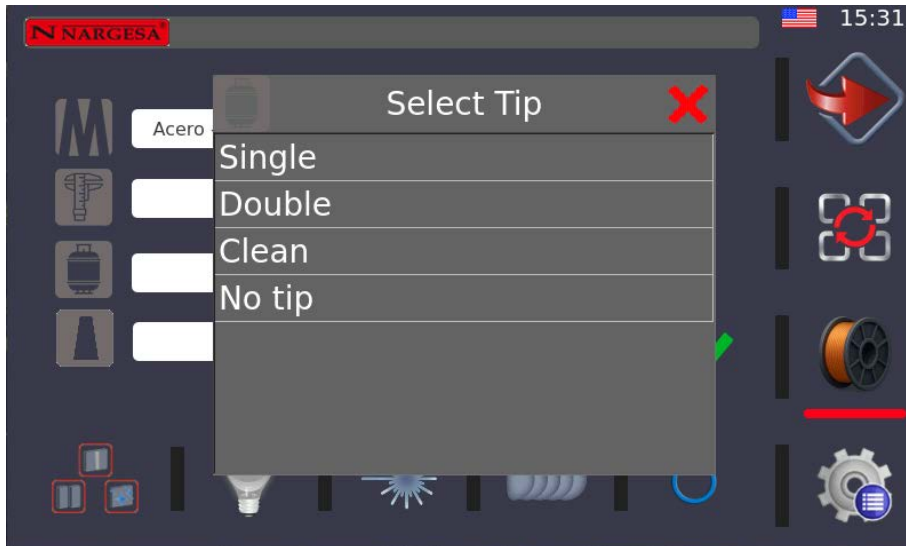 N NARGESA®
15:31
Select Tip
Acero
Single
Double
Clean
No tip